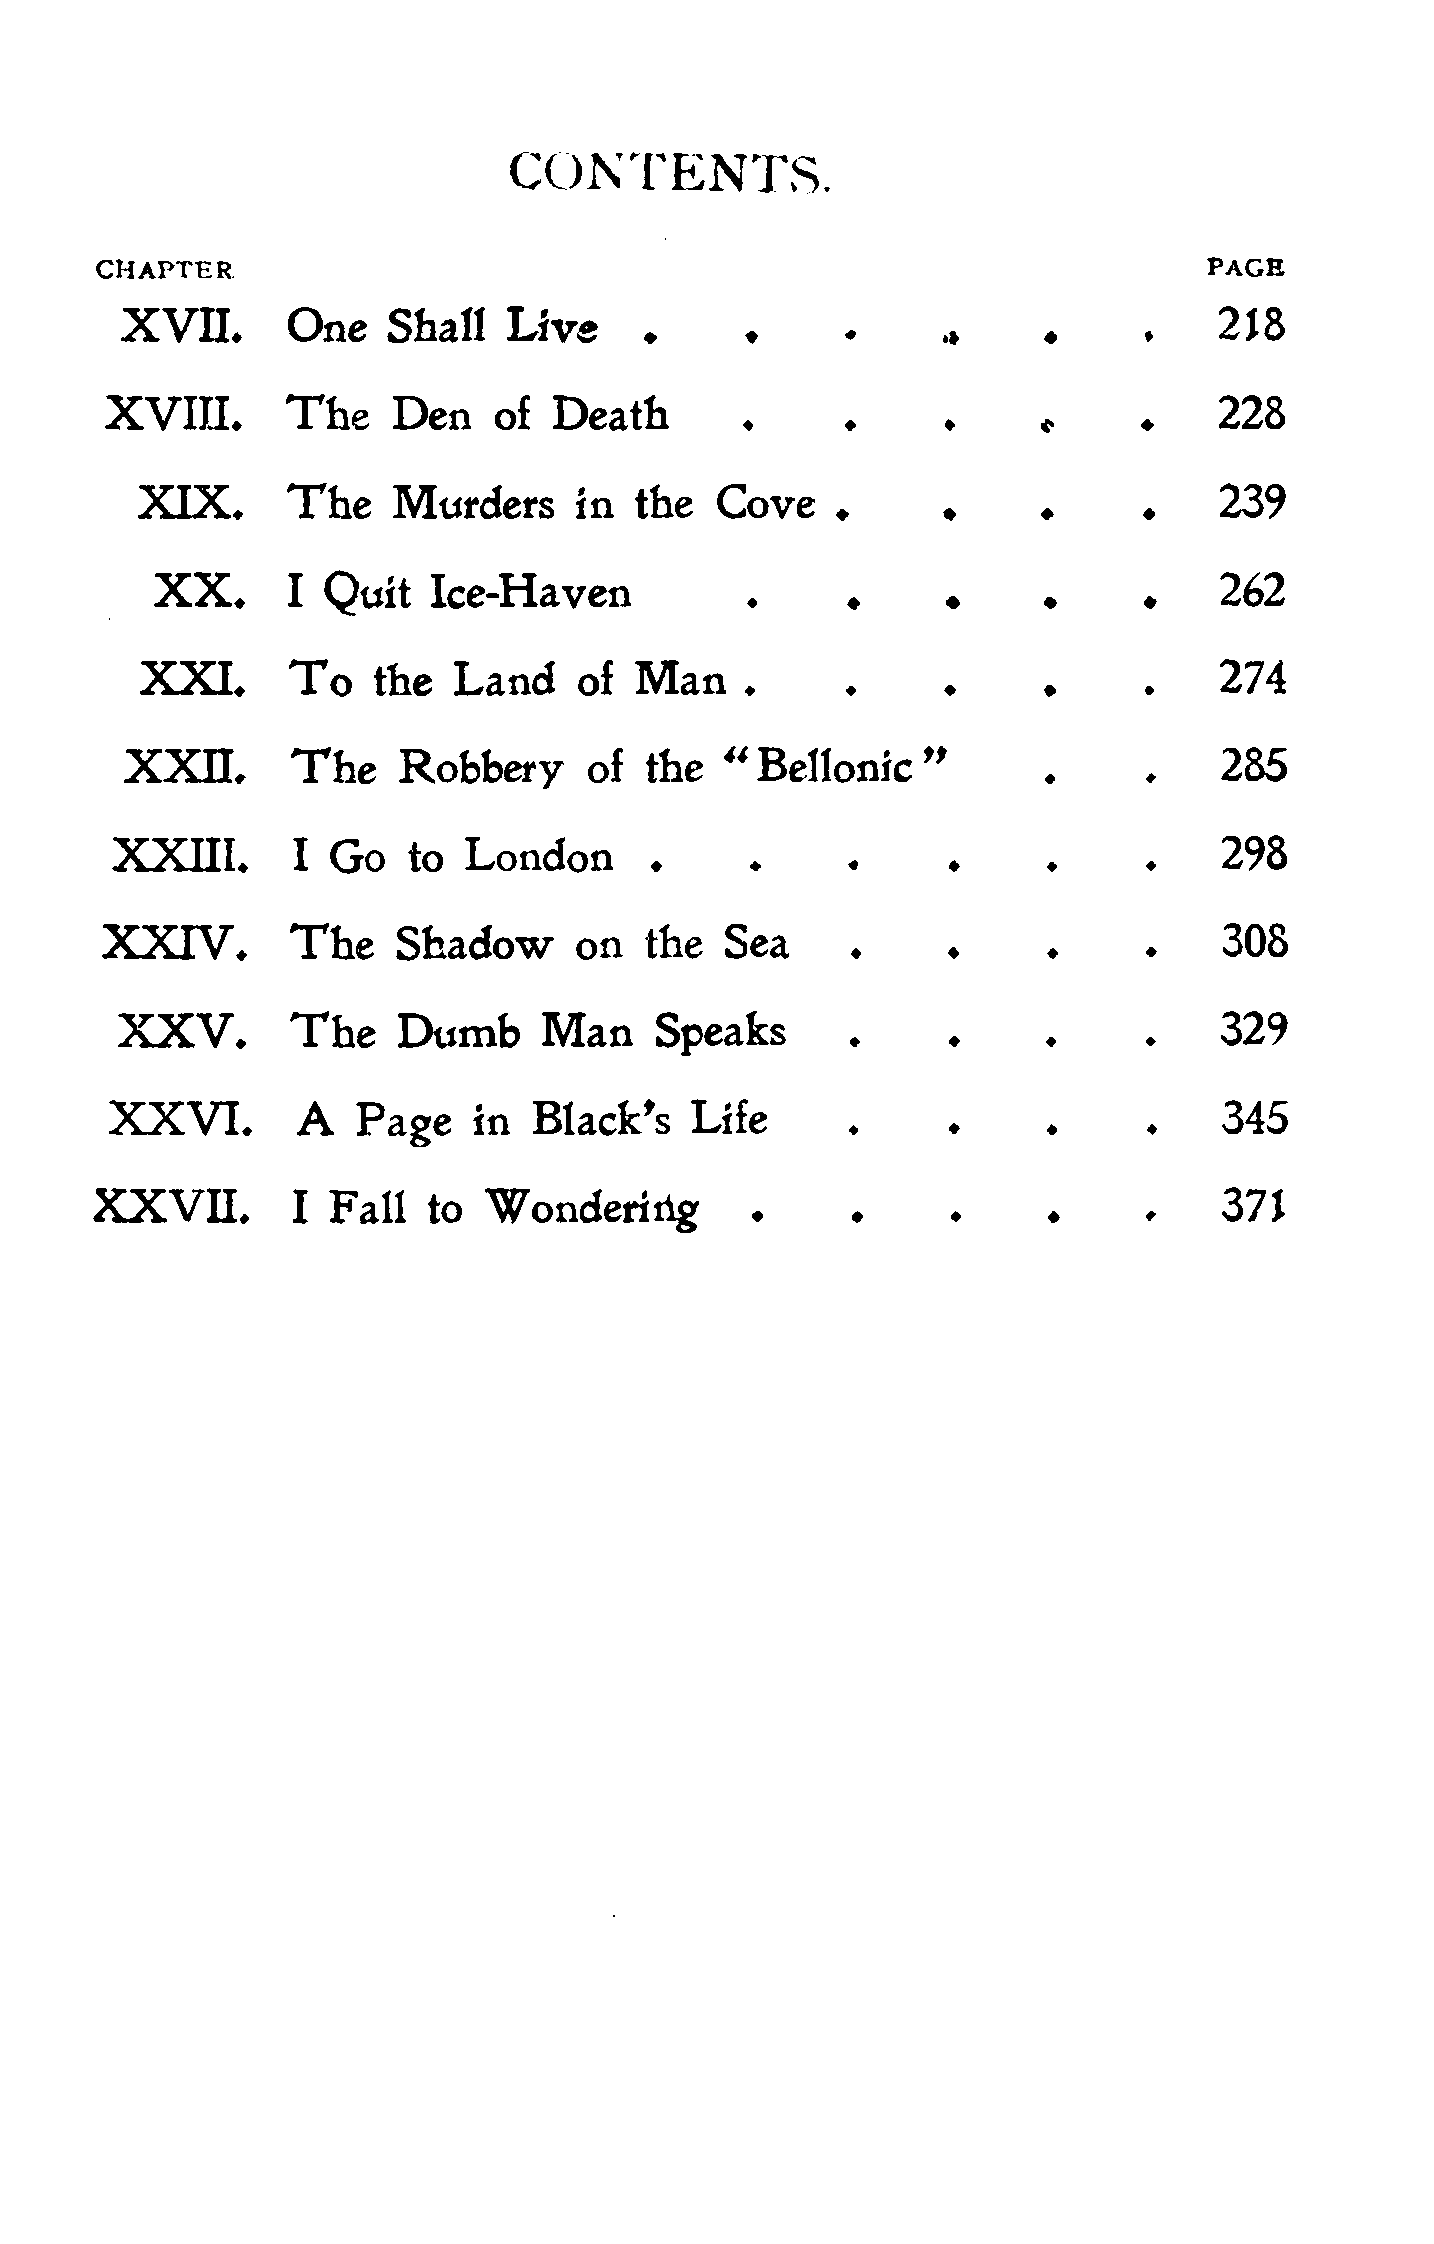 CONTENTS.
CHAPTER PAGE
XVII. One Shall Live . . . . . . 218
XVIII. The Den of Death . . . . . 228
XIX. The Murders in the Cove . . . . 239
XX. I Quit Ice-Haven . . . . . 262
XXI. To the Land of Man . . . . . 274
XXII. The Robbery of the "Bellonic" . . 285
XXIII. I Go to London . . . . . . 298
XXIV. The Shadow on the Sea . . . . 308
XXV. The Dumb Man Speaks . . . . 329
XXVI. A Page in Black's Life . . . . 345
XXVII. I Fall to Wondering . . . . . 371